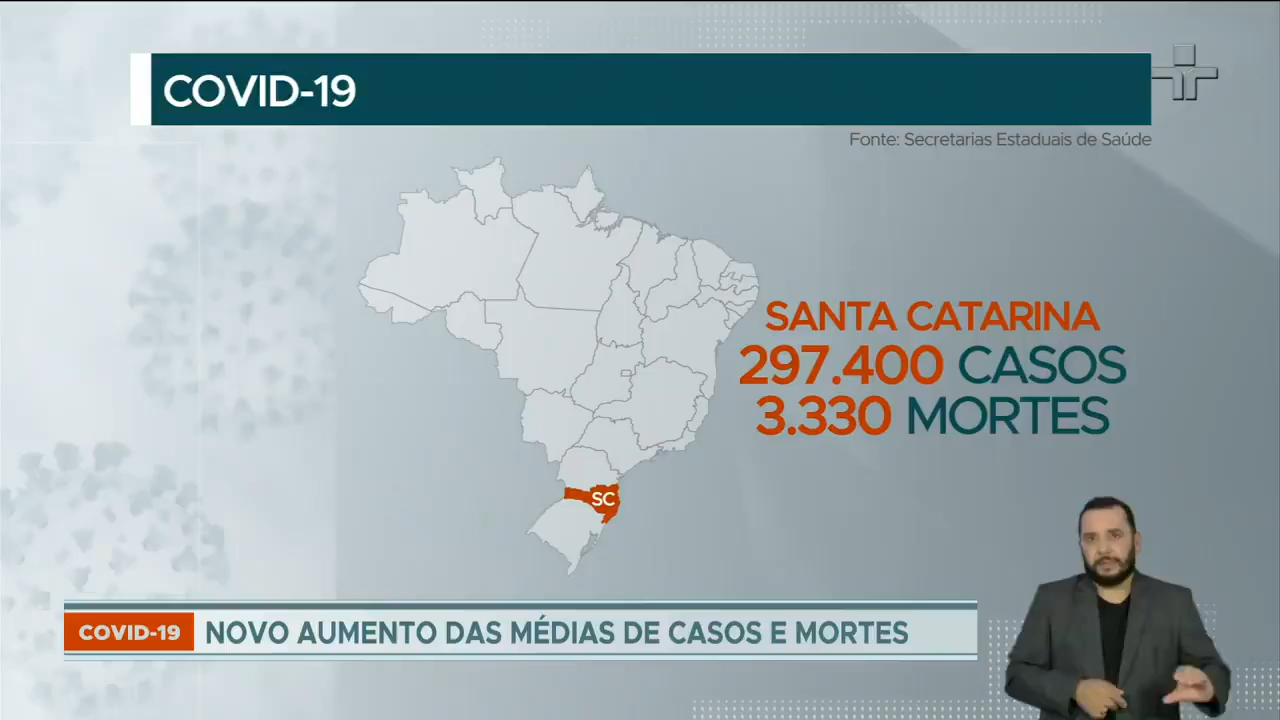 COVID-19
Fonte: Secretarias Estaduais de Saúde
SANTA CATARINA
297.400 CASOS
3.330 MORTES
SC
COVID-19 NOVO AUMENTO DAS MÉDIAS DE CASOS E MORTES